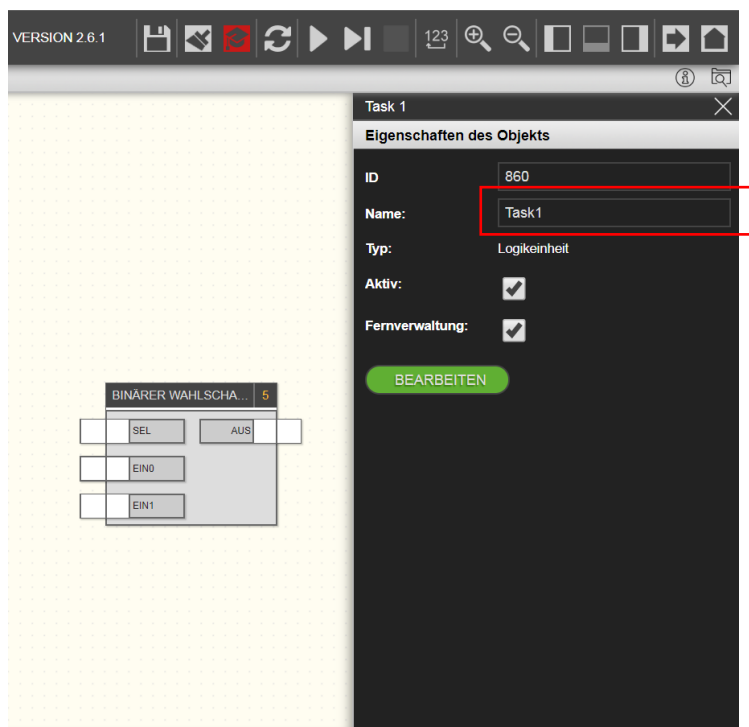 VERSION 2.6.1
123
Task 1
Eigenschaften des Objekts
ID
860
Name:
Task1
Typ:
Logikeinheit
Aktiv:
Fernverwaltung:
BEARBEITEN
BINÄRER WAHLSCHA... 5
SEL AUS
EIN0
EIN1